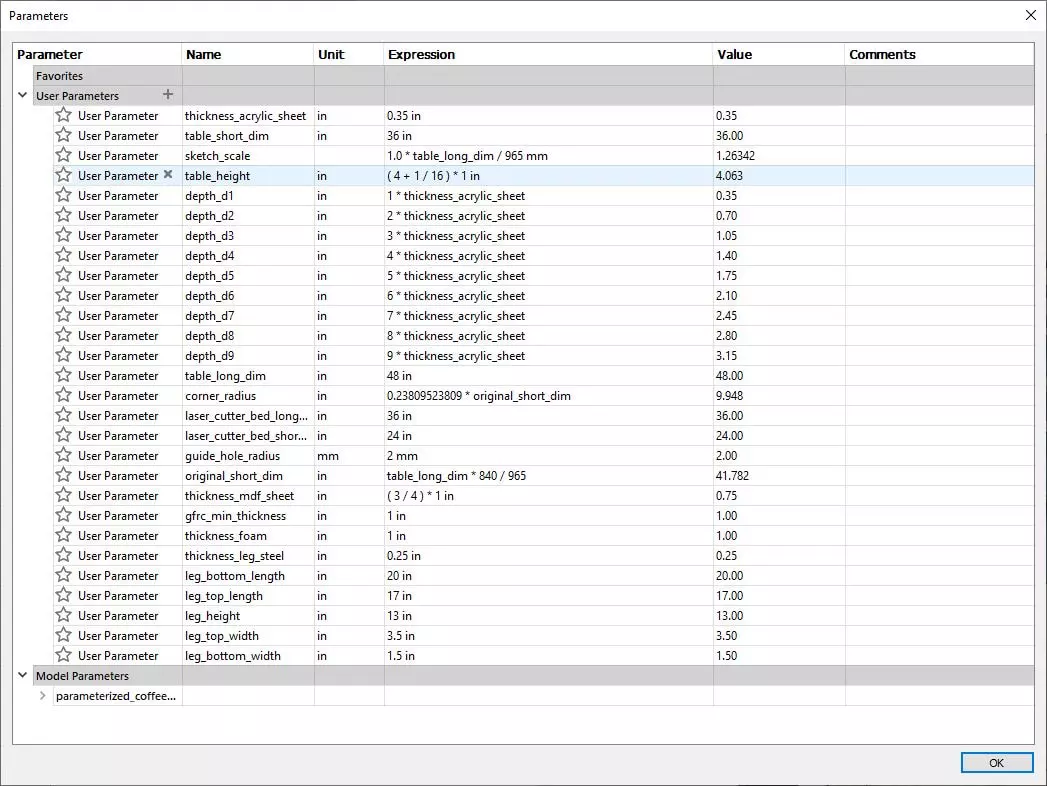 Parameters
Parameter Name Unit Expression Value Comments
Favorites
User Parameters +
User Parameter thickness_acrylic_sheet in 0.35 in 0.35
User Parameter table_short_dim in 36 in 36.00
User Parameter sketch_scale 1.0 * table_long_dim / 965 mm 1.26342
User Parameter table_height in ( 4 + 1 / 16 ) * 1 in 4.063
User Parameter depth_d1 in 1 * thickness_acrylic_sheet 0.35
User Parameter depth_d2 in 2 * thickness_acrylic_sheet 0.70
User Parameter depth_d3 in 3 * thickness_acrylic_sheet 1.05
User Parameter depth_d4 in 4 * thickness_acrylic_sheet 1.40
User Parameter depth_d5 in 5 * thickness_acrylic_sheet 1.75
User Parameter depth_d6 in 6 * thickness_acrylic_sheet 2.10
User Parameter depth_d7 in 7 * thickness_acrylic_sheet 2.45
User Parameter depth_d8 in 8 * thickness_acrylic_sheet 2.80
User Parameter depth_d9 in 9 * thickness_acrylic_sheet 3.15
User Parameter table_long_dim in 48 in 48.00
User Parameter corner_radius in 0.23809523809 * original_short_dim 9.948
User Parameter laser_cutter_bed_long... in 36 in 36.00
User Parameter laser_cutter_bed_shor... in 24 in 24.00
User Parameter guide_hole_radius mm 2 mm 2.00
User Parameter original_short_dim in table_long_dim * 840 / 965 41.782
User Parameter thickness_mdf_sheet in ( 3 / 4 ) * 1 in 0.75
User Parameter gfrc_min_thickness in 1 in 1.00
User Parameter thickness_foam in 1 in 1.00
User Parameter thickness_leg_steel in 0.25 in 0.25
User Parameter leg_bottom_length in 20 in 20.00
User Parameter leg_top_length in 17 in 17.00
User Parameter leg_height in 13 in 13.00
User Parameter leg_top_width in 3.5 in 3.50
User Parameter leg_bottom_width in 1.5 in 1.50
Model Parameters
parameterized_coffee...
OK